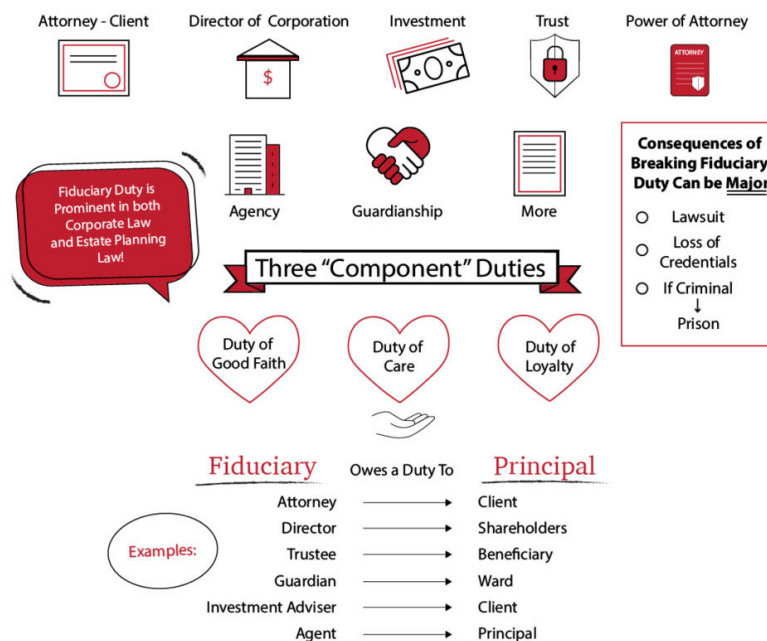 Attorney - Client
Director of Corporation
Investment
Trust
Power of Attorney
$
ATTORNEY
Agency
Guardianship
More
Fiduciary Duty is
Prominent in both
Corporate Law
and Estate Planning
Law!
Consequences of
Breaking Fiduciary
Duty Can be Major
Lawsuit
Loss of
Credentials
If Criminal
↓
Prison
Three “Component” Duties
Duty of
Good Faith
Duty of
Care
Duty of
Loyalty
Fiduciary Owes a Duty To Principal
Examples:
Attorney → Client
Director → Shareholders
Trustee → Beneficiary
Guardian → Ward
Investment Adviser → Client
Agent → Principal